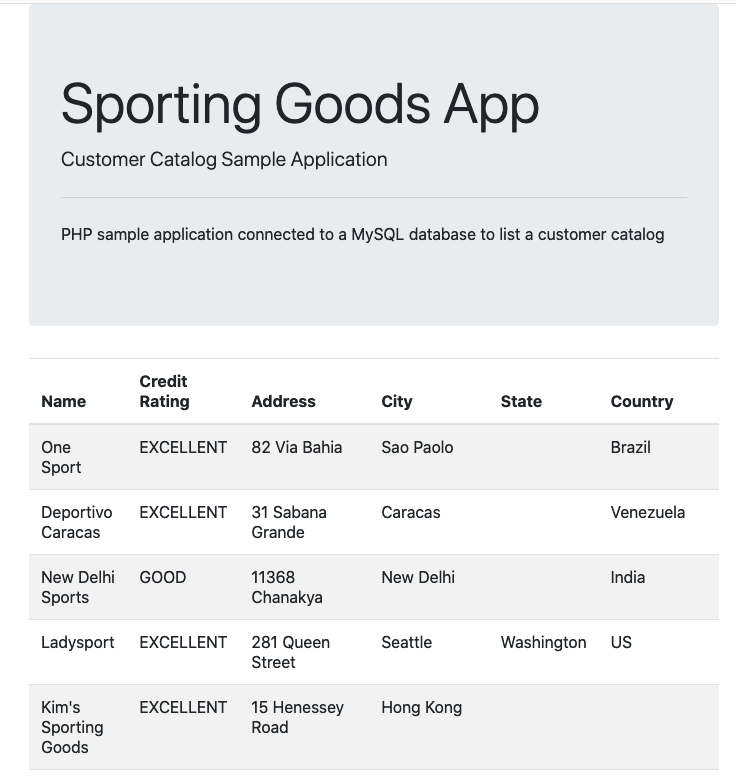 Sporting Goods App
Customer Catalog Sample Application
PHP sample application connected to a MySQL database to list a customer catalog
Name Credit Rating Address City State Country
One Sport EXCELLENT 82 Via Bahia Sao Paolo Brazil
Deportivo Caracas EXCELLENT 31 Sabana Grande Caracas Venezuela
New Delhi Sports GOOD 11368 Chanakya New Delhi India
Ladysport EXCELLENT 281 Queen Street Seattle Washington US
Kim's Sporting Goods EXCELLENT 15 Henessey Road Hong Kong